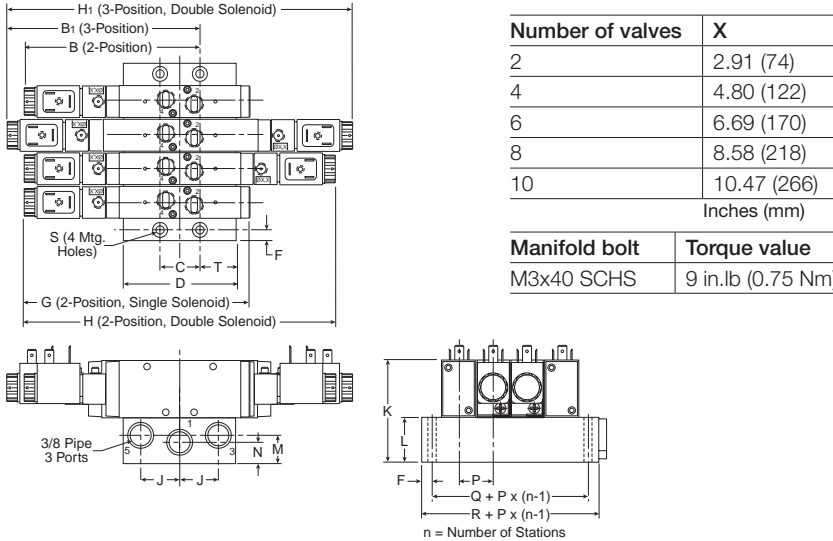 H1 (3-Position, Double Solenoid)
B1 (3-Position)
B (2-Position)
S (4 Mtg.
Holes)
F
C
T
D
G (2-Position, Single Solenoid)
H (2-Position, Double Solenoid)
Number of valves X
2 2.91 (74)
4 4.80 (122)
6 6.69 (170)
8 8.58 (218)
10 10.47 (266)
Inches (mm)
Manifold bolt Torque value
M3x40 SCHS 9 in.lb (0.75 Nm)
3/8 Pipe
3 Ports
5
1
3
N
M
J
J
K
L
F
P
Q + P x (n-1)
R + P x (n-1)
n = Number of Stations